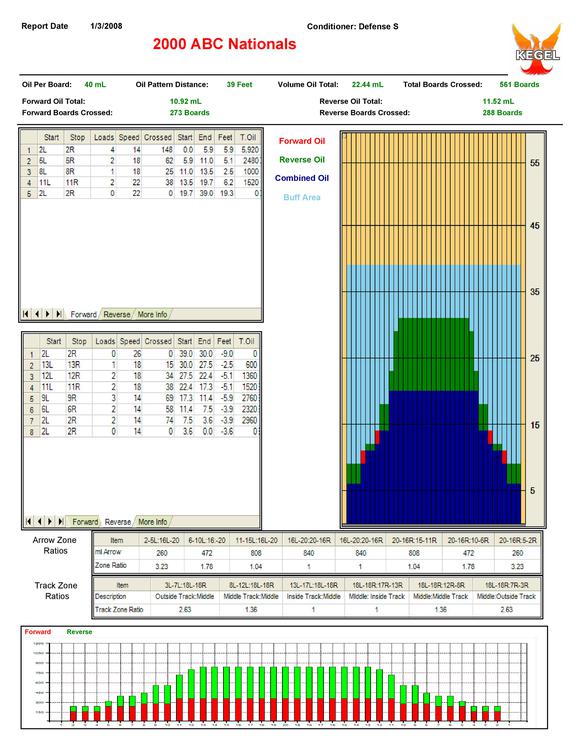 Report Date 1/3/2008 Conditioner: Defense S
2000 ABC Nationals
KEGEL
Oil Per Board: 40 mL Oil Pattern Distance: 39 Feet Volume Oil Total: 22.44 mL Total Boards Crossed: 561 Boards
Forward Oil Total: 10.92 mL Reverse Oil Total: 11.52 mL
Forward Boards Crossed: 273 Boards Reverse Boards Crossed: 288 Boards
Start Stop Loads Speed Crossed Start End Feet T.Oil
1 2L 2R 4 14 148 0.0 5.9 5.9 5,920
2 5L 5R 2 18 62 5.9 11.0 5.1 2480
3 8L 8R 1 18 25 11.0 13.5 2.5 1000
4 11L 11R 2 22 38 13.5 19.7 6.2 1520
5 2L 2R 0 22 0 19.7 39.0 19.3 0
Forward Reverse More Info
Forward Oil
Reverse Oil
Combined Oil
Buff Area
55
45
35
25
15
5
Start Stop Loads Speed Crossed Start End Feet T.Oil
1 2L 2R 0 26 0 39.0 30.0 -9.0 0
2 13L 13R 1 18 15 30.0 27.5 -2.5 600
3 12L 12R 2 18 34 27.5 22.4 -5.1 1360
4 11L 11R 2 18 38 22.4 17.3 -5.1 1520
5 9L 9R 3 14 69 17.3 11.4 -5.9 2760
6 6L 6R 2 14 58 11.4 7.5 -3.9 2320
7 2L 2R 2 14 74 7.5 3.6 -3.9 2960
8 2L 2R 0 14 0 3.6 0.0 -3.6 0
Forward Reverse More Info
Arrow Zone Ratios
Item 2-5L:16L-20 6-10L:16-20 11-15L:16L-20 16L-20:20-16R 16L-20:20-16R 20-16R:15-11R 20-16R:10-6R 20-16R:5-2R
ml Arrow 260 472 808 840 840 808 472 260
Zone Ratio 3.23 1.78 1.04 1 1 1.04 1.78 3.23
Track Zone Ratios
Item 3L-7L:18L-18R 8L-12L:18L-18R 13L-17L:18L-18R 18L-18R:17R-13R 18L-18R:12R-8R 18L-18R:7R-3R
Description Outside Track:Middle Middle Track:Middle Inside Track:Middle Middle: Inside Track Middle:Middle Track Middle:Outside Track
Track Zone Ratio 2.63 1.36 1 1 1.36 2.63
Forward Reverse